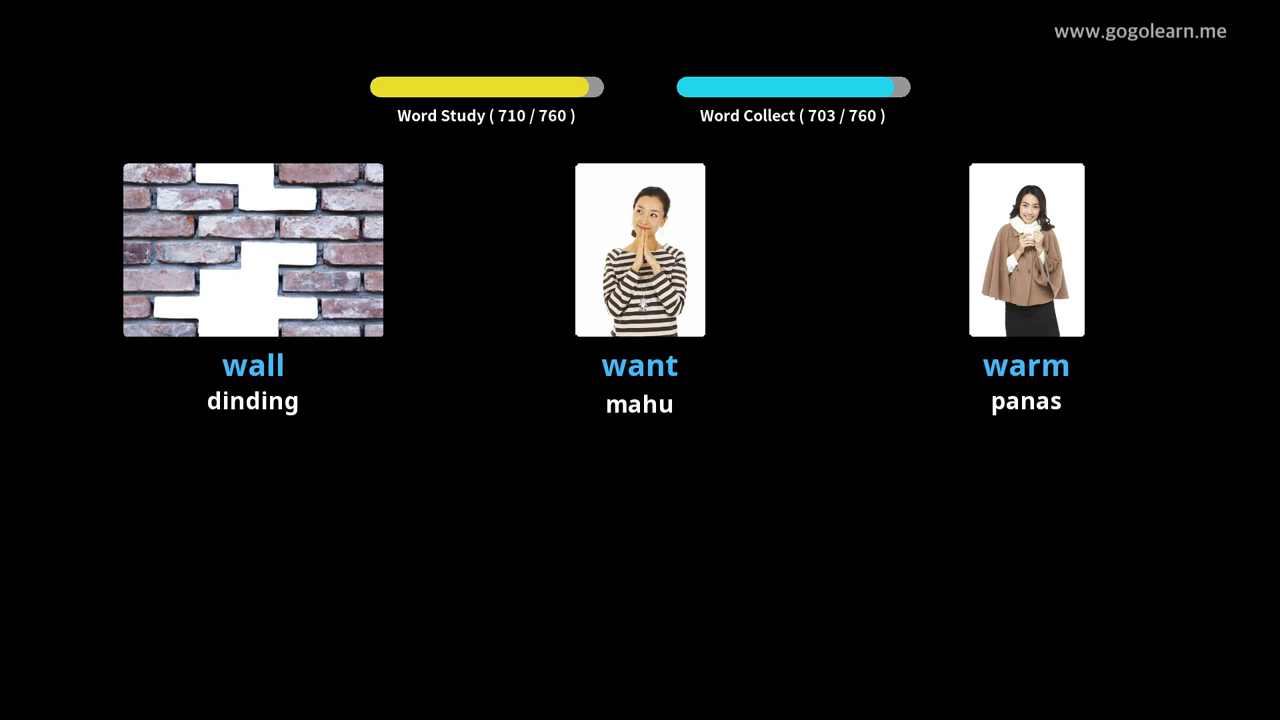 www.gogolearn.me
Word Study ( 710 / 760 )
Word Collect ( 703 / 760 )
wall
dinding
want
mahu
warm
panas